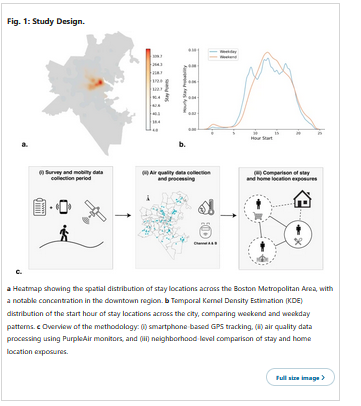 Fig. 1: Study Design.
Stay Points
a.
Weekday
Weekend
Hourly Stay Probability
Hour Start
b.
(i) Survey and mobility data
collection period
(ii) Air quality data collection
and processing
Channel A & B
(iii) Comparison of stay
and home location exposures
c.
a Heatmap showing the spatial distribution of stay locations across the Boston Metropolitan Area, with
a notable concentration in the downtown region. b Temporal Kernel Density Estimation (KDE)
distribution of the start hour of stay locations across the city, comparing weekend and weekday
patterns. c Overview of the methodology: (i) smartphone-based GPS tracking, (ii) air quality data
processing using PurpleAir monitors, and (iii) neighborhood-level comparison of stay and home
location exposures.
Full size image >